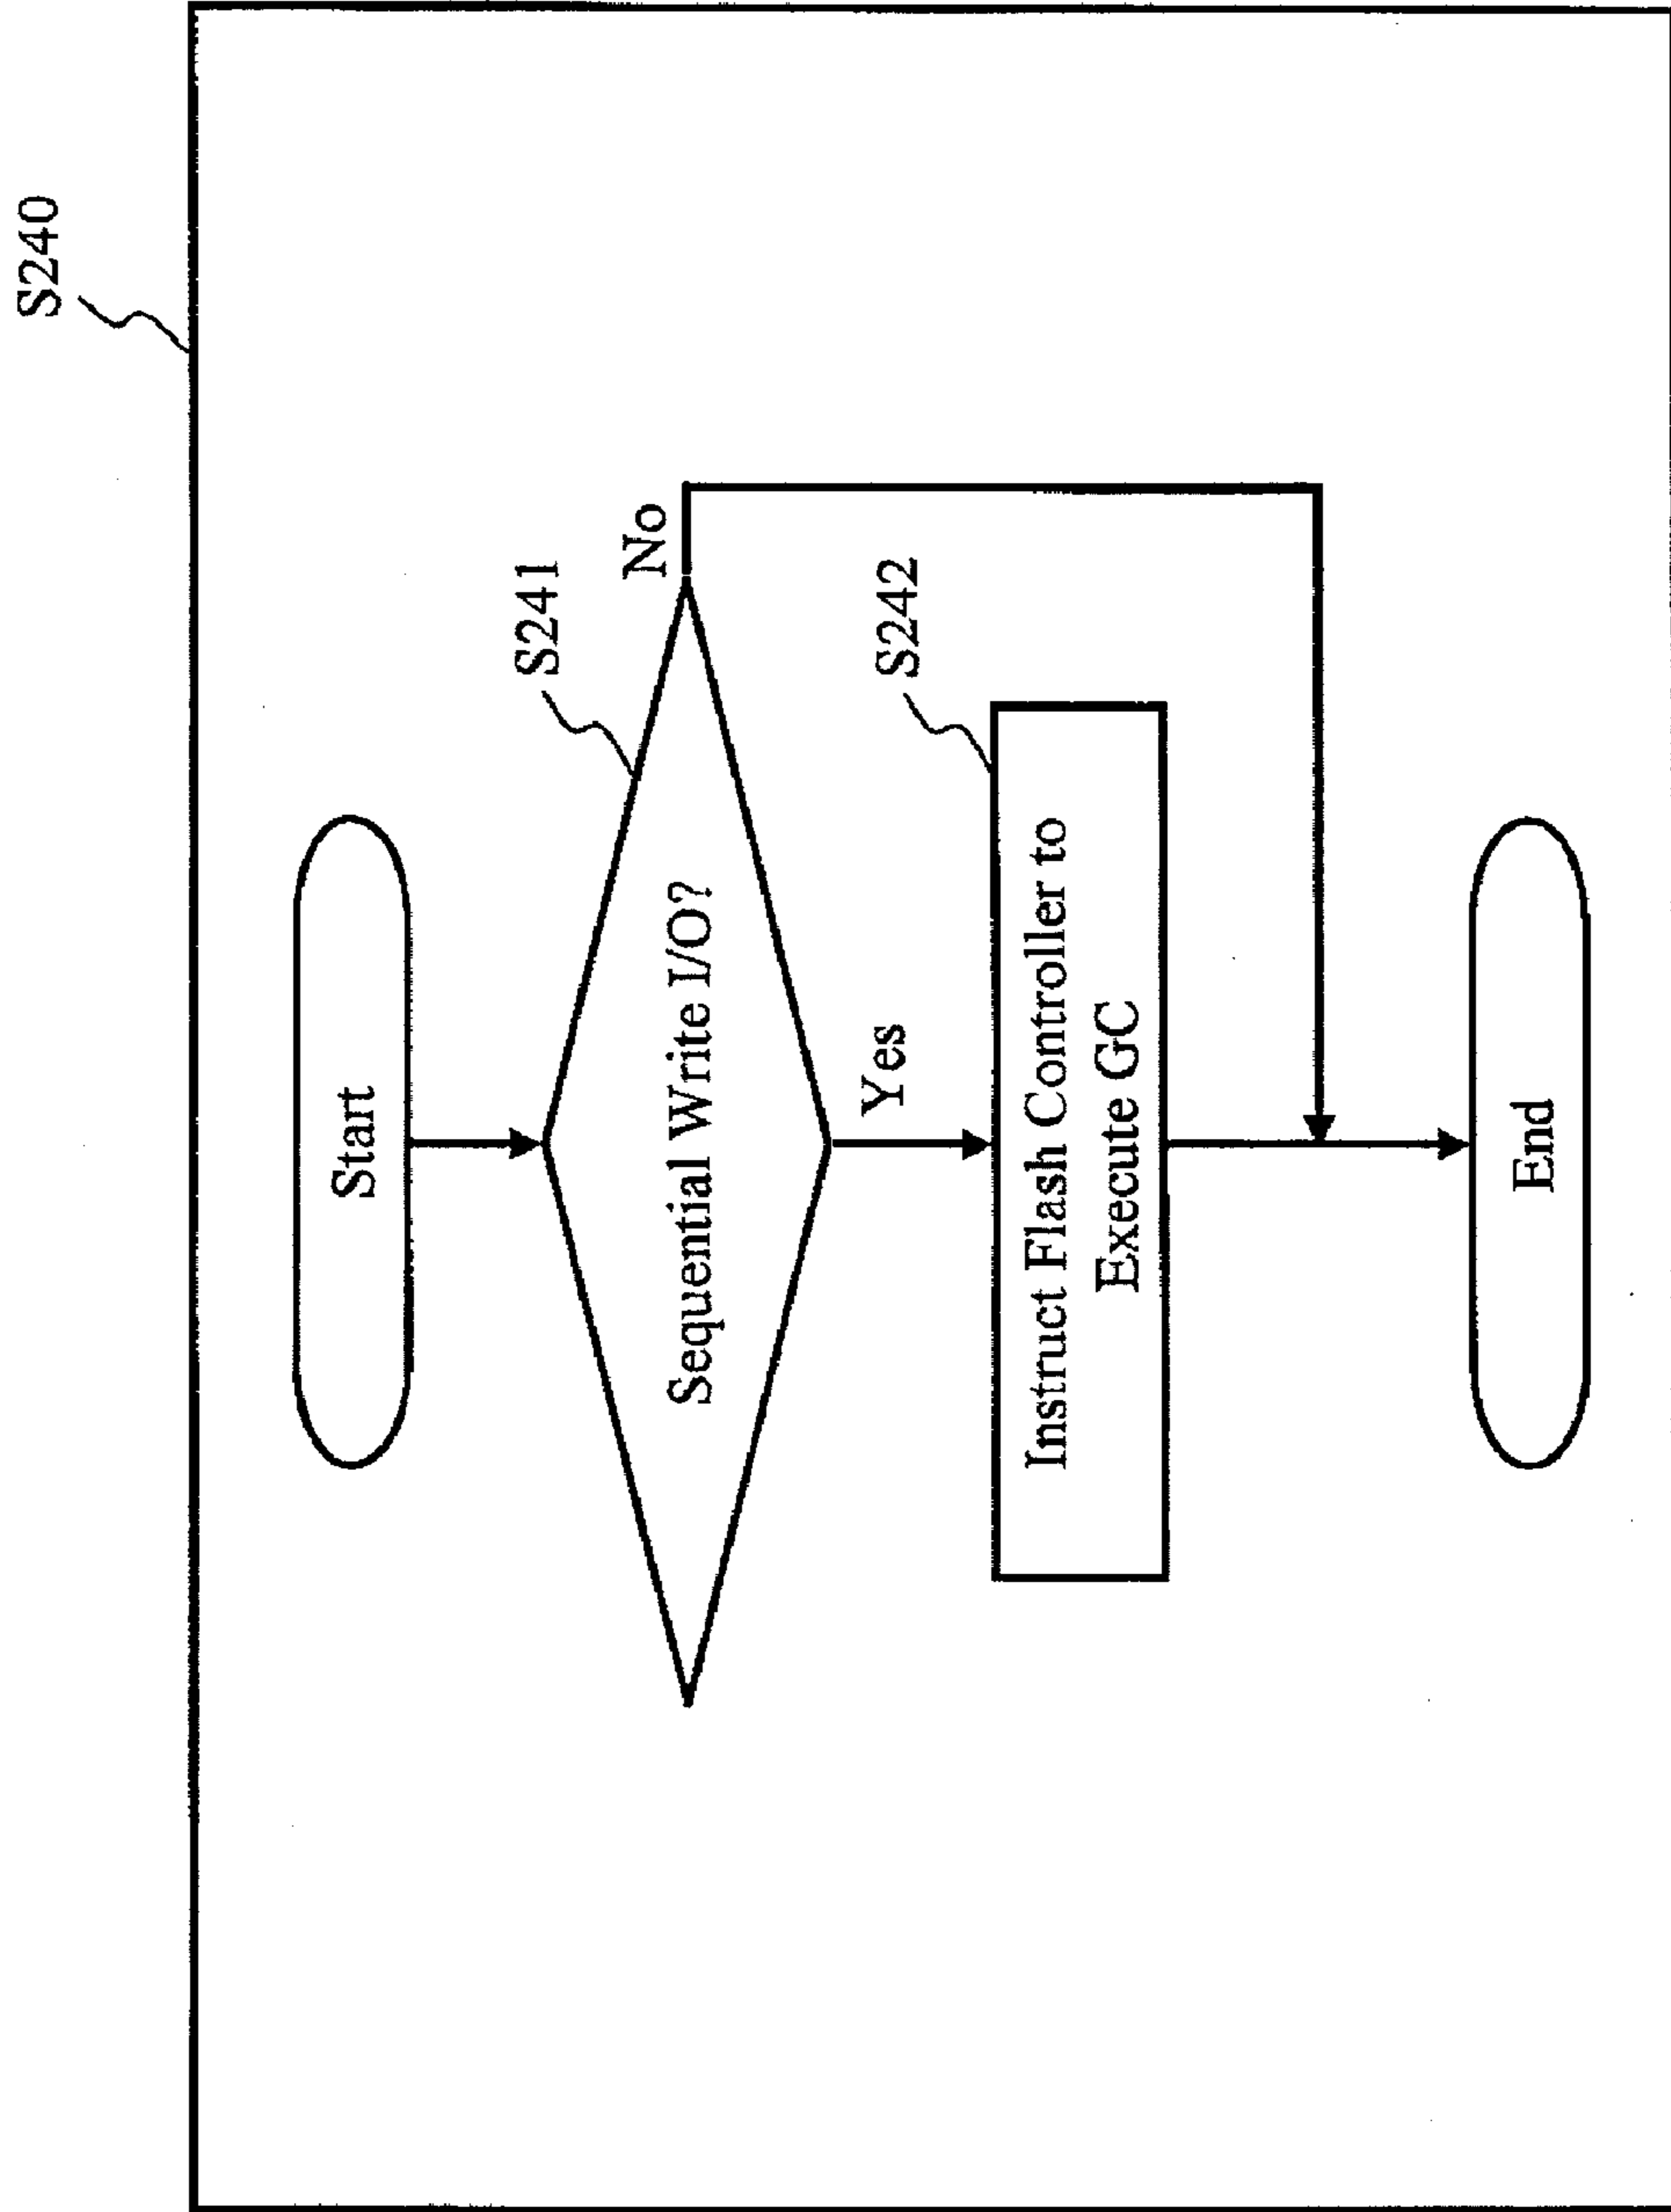 S240
Start
S241
Sequential Write I/O?
No
Yes
S242
Instruct Flash Controller to
Execute GC
End